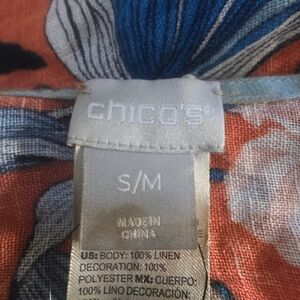 chico's®
S/M
MADE IN
CHINA
US: BODY: 100% LINEN
DECORATION: 100%
POLYESTER MX: CUERPO:
100% LINO DECORACIÓN: